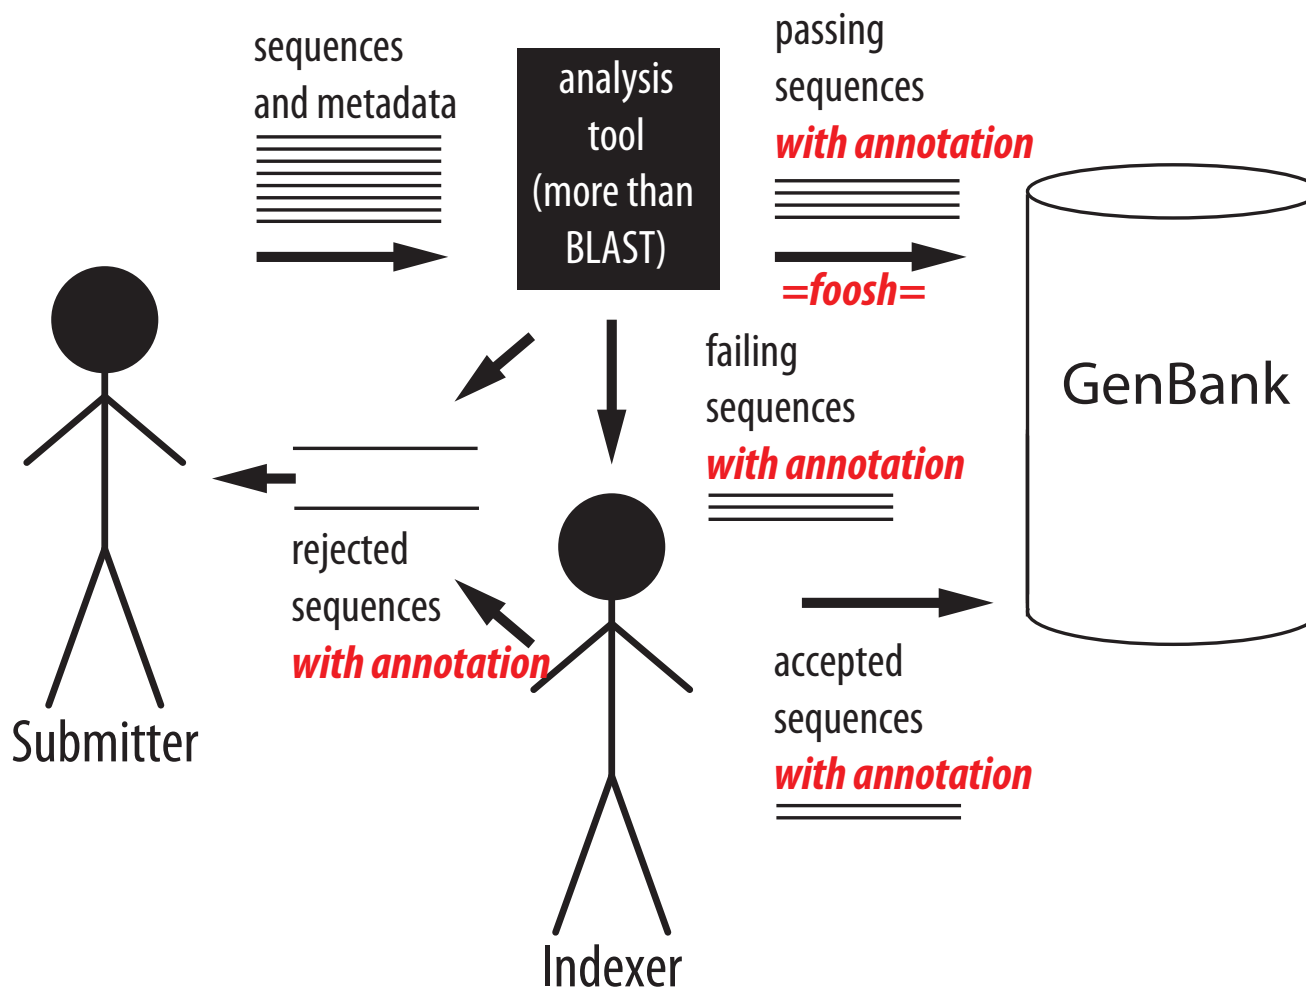 sequences
and metadata
analysis
tool
(more than
BLAST)
passing
sequences
with annotation
=foosh=
GenBank
failing
sequences
with annotation
rejected
sequences
with annotation
accepted
sequences
with annotation
Submitter
Indexer